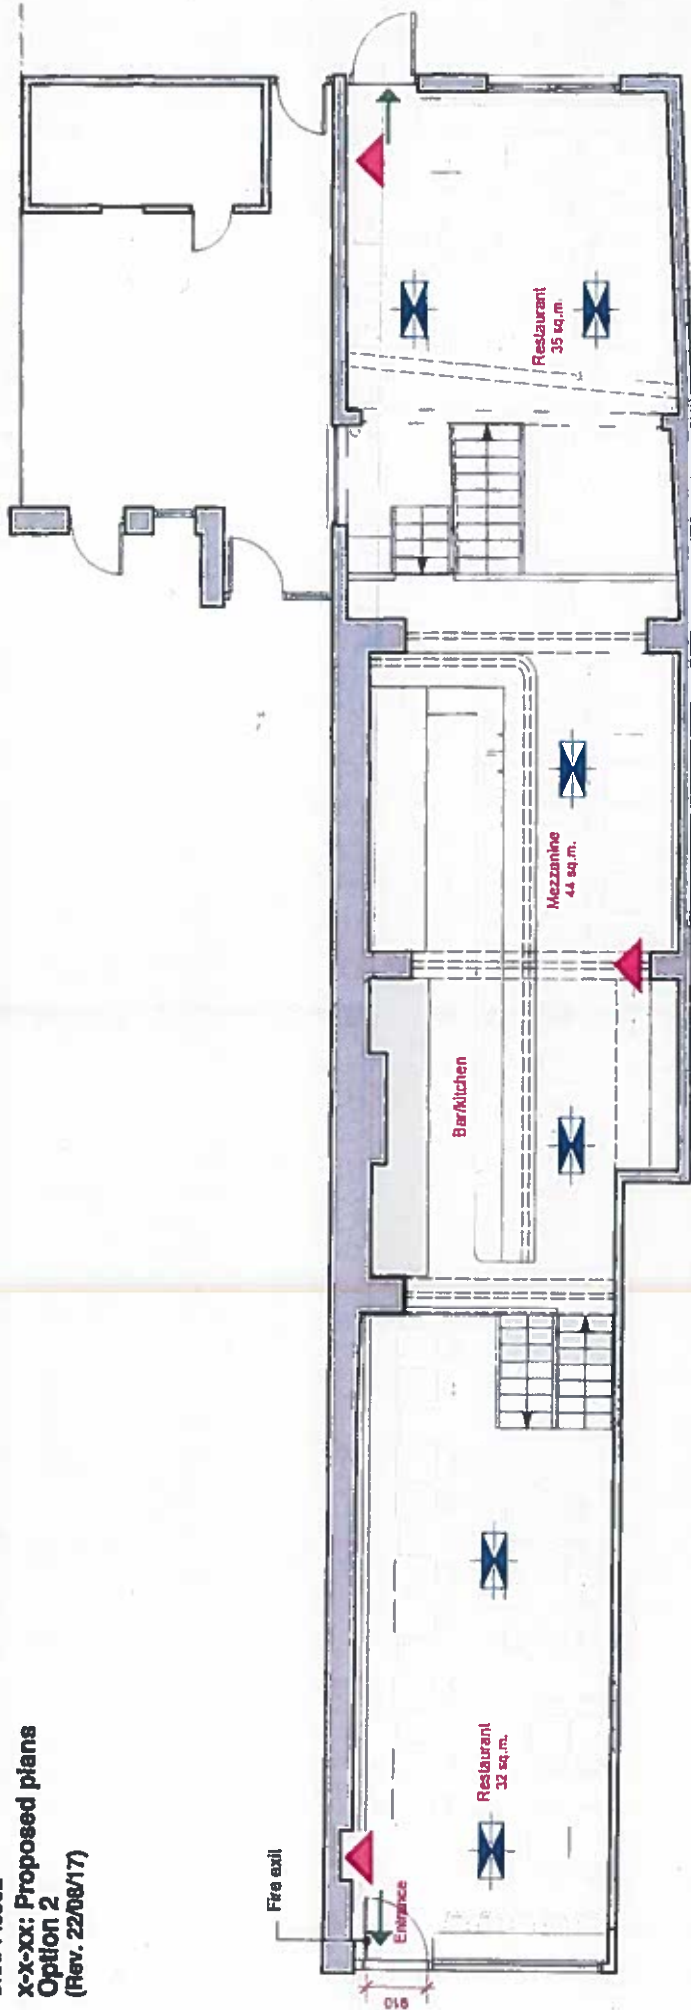 x-x-xx: Proposed plans
Option 2
(Rev. 22/08/17)
Fire exit
Entrance
910
Restaurant
32 sq.m.
Bar/kitchen
Mezzanine
44 sq.m.
Restaurant
35 sq.m